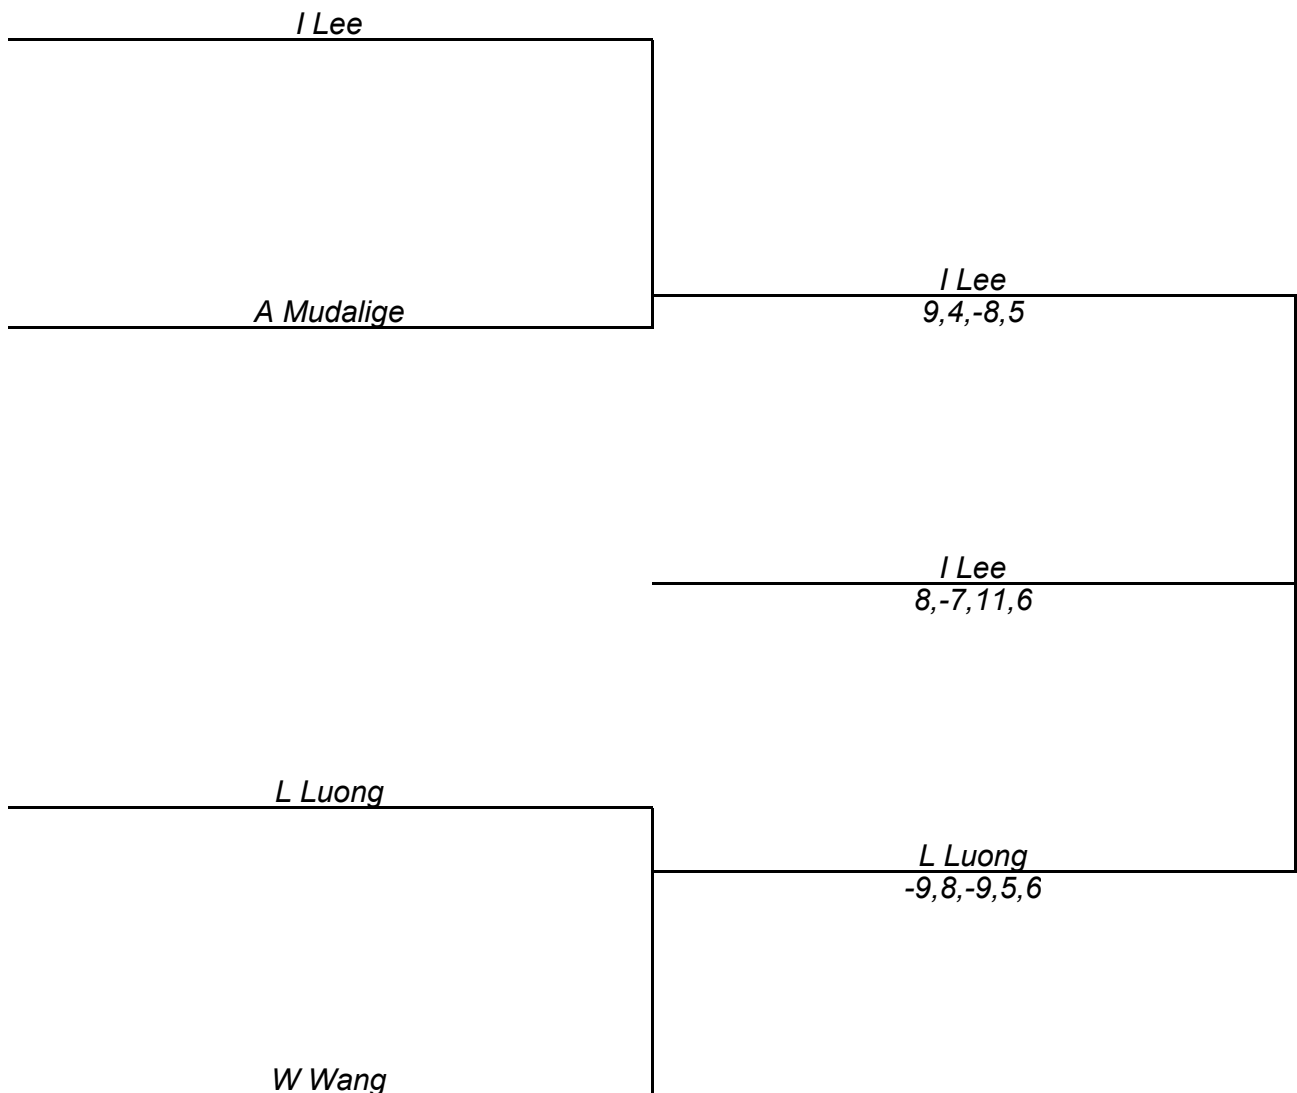 I Lee
I Lee
A Mudalige
9,4,-8,5
I Lee
8,-7,11,6
L Luong
L Luong
-9,8,-9,5,6
W Wang